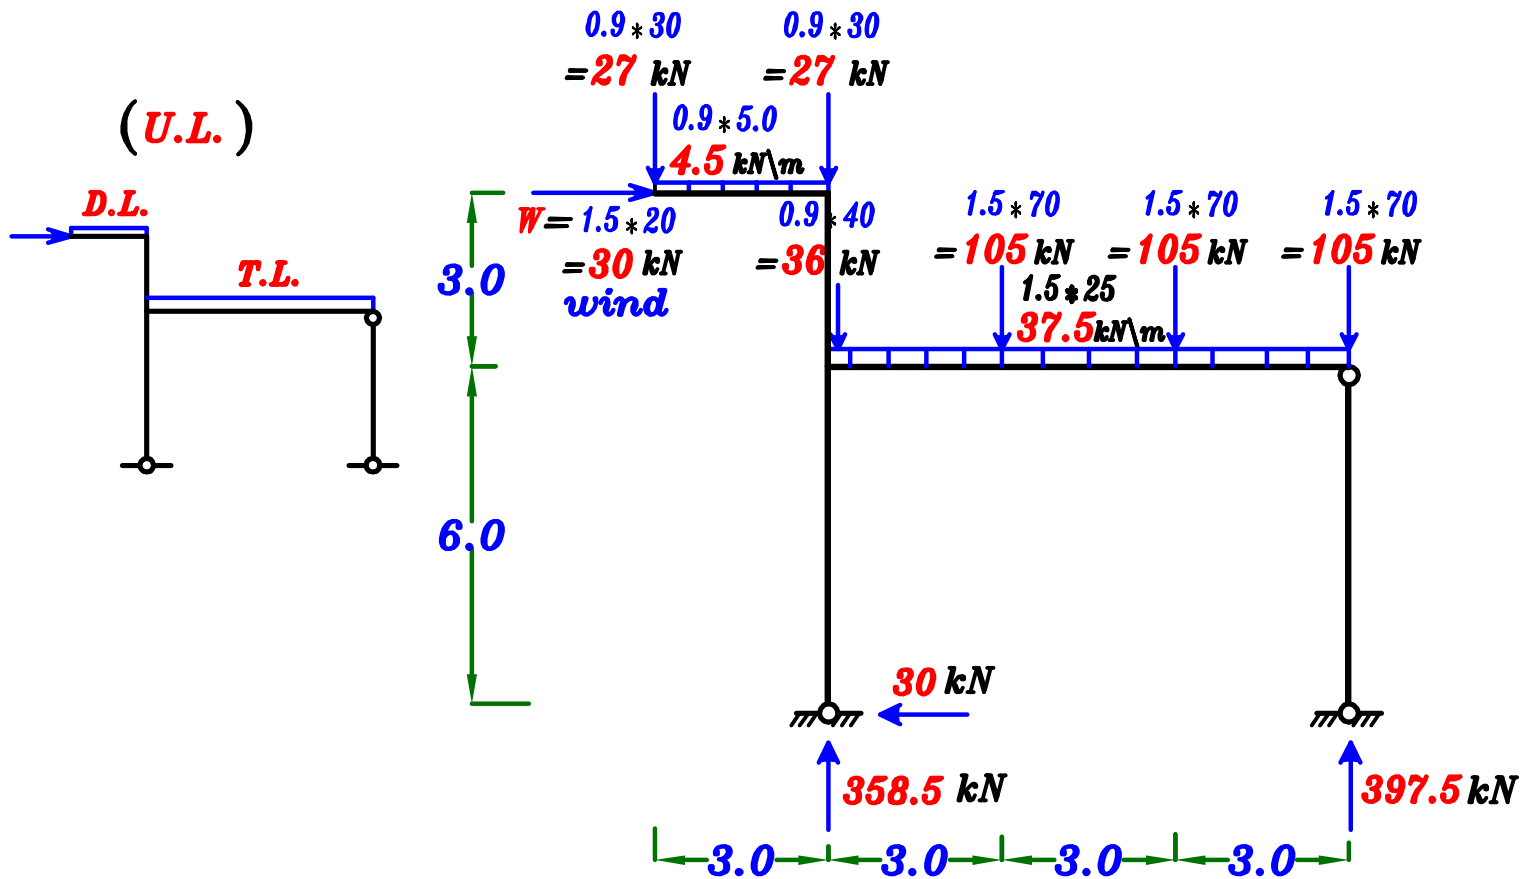 (U.L.)
D.L.
T.L.
0.9 * 30
= 27 kN
0.9 * 30
= 27 kN
0.9 * 5.0
4.5 kN\m
W = 1.5 * 20
= 30 kN
wind
0.9 * 40
= 36 kN
1.5 * 70
= 105 kN
1.5 * 70
= 105 kN
1.5 * 70
= 105 kN
1.5 * 25
37.5 kN\m
3.0
6.0
30 kN
358.5 kN
397.5 kN
3.0
3.0
3.0
3.0